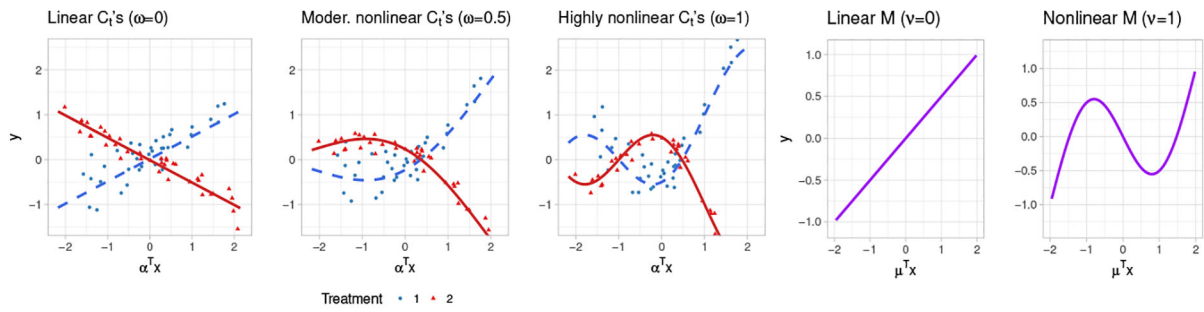 Linear Cₜ's (ω=0)
Moder. nonlinear Cₜ's (ω=0.5)
Highly nonlinear Cₜ's (ω=1)
Linear M (ν=0)
Nonlinear M (ν=1)
y
2
1
0
−1
−2 −1 0 1 2
αᵀx
2
1
0
−1
−2 −1 0 1 2
αᵀx
2
1
0
−1
−2 −1 0 1 2
αᵀx
y
1.0
0.5
0.0
−0.5
−1.0
−2 −1 0 1 2
μᵀx
1.0
0.5
0.0
−0.5
−1.0
−2 −1 0 1 2
μᵀx
Treatment 1 2